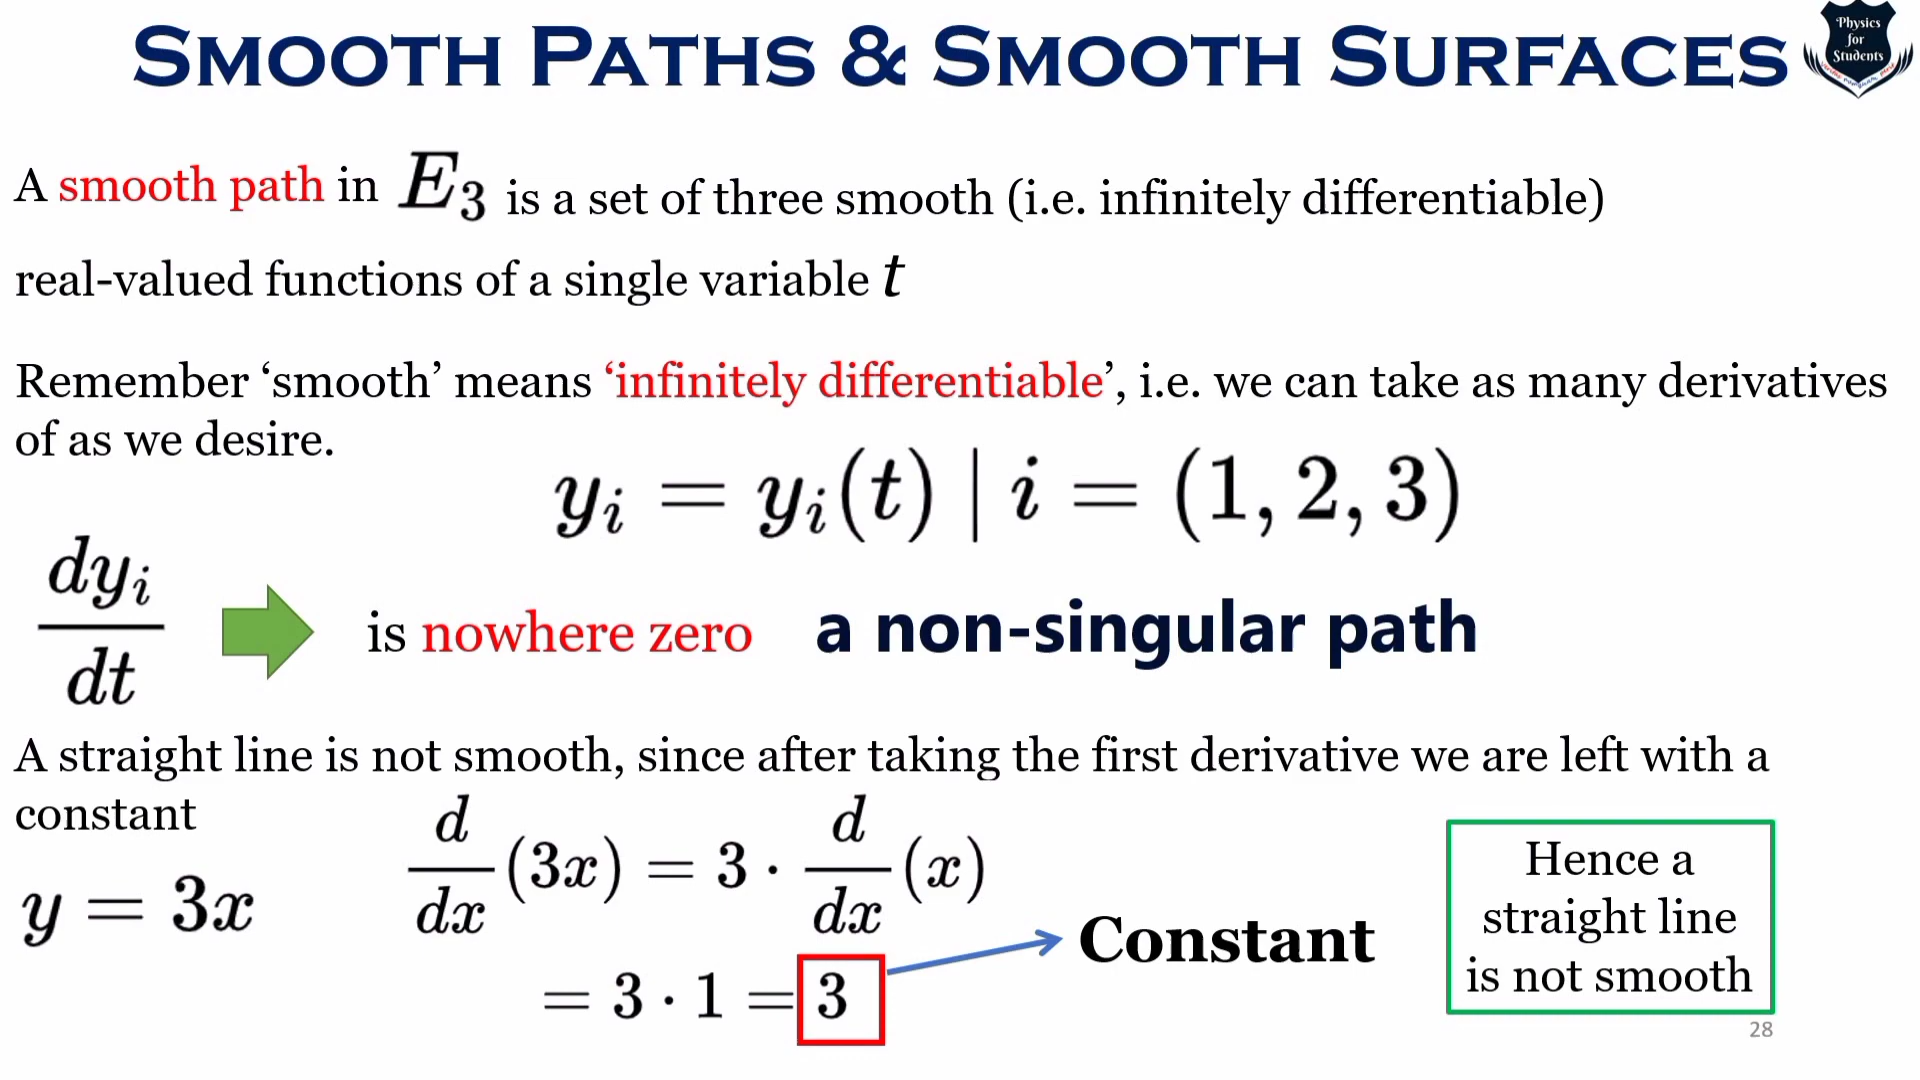 SMOOTH PATHS & SMOOTH SURFACES
Physics
for
Students
A smooth path in E₃ is a set of three smooth (i.e. infinitely differentiable)
real-valued functions of a single variable t
Remember ‘smooth’ means ‘infinitely differentiable’, i.e. we can take as many derivatives
of as we desire.
yᵢ = yᵢ(t) | i = (1, 2, 3)
dyᵢ/dt is nowhere zero a non-singular path
A straight line is not smooth, since after taking the first derivative we are left with a
constant
y = 3x
d/dx (3x) = 3 · d/dx (x)
= 3 · 1 = 3
Constant
Hence a
straight line
is not smooth
28